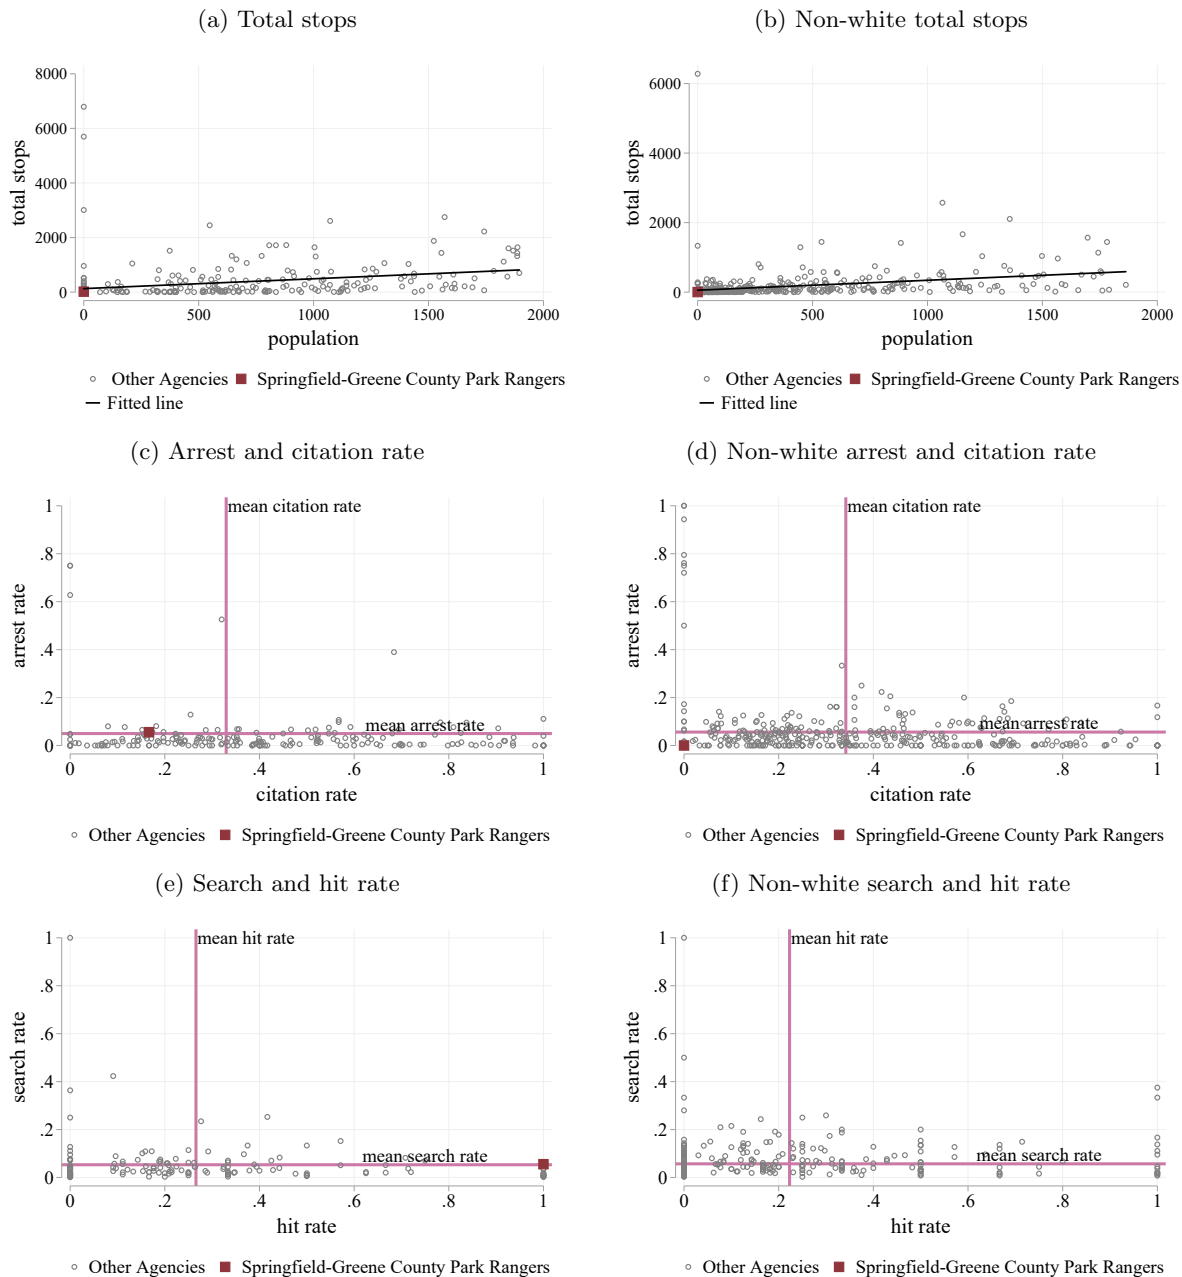 (a) Total stops
(b) Non-white total stops
8000
6000
4000
2000
0
total stops
0
500
1000
1500
2000
population
Other Agencies
Springfield-Greene County Park Rangers
Fitted line
6000
4000
2000
0
total stops
0
500
1000
1500
2000
population
Other Agencies
Springfield-Greene County Park Rangers
Fitted line
(c) Arrest and citation rate
(d) Non-white arrest and citation rate
1
.8
.6
.4
.2
0
arrest rate
mean citation rate
mean arrest rate
0
.2
.4
.6
.8
1
citation rate
Other Agencies
Springfield-Greene County Park Rangers
1
.8
.6
.4
.2
0
arrest rate
mean citation rate
mean arrest rate
0
.2
.4
.6
.8
1
citation rate
Other Agencies
Springfield-Greene County Park Rangers
(e) Search and hit rate
(f) Non-white search and hit rate
1
.8
.6
.4
.2
0
search rate
mean hit rate
mean search rate
0
.2
.4
.6
.8
1
hit rate
Other Agencies
Springfield-Greene County Park Rangers
1
.8
.6
.4
.2
0
search rate
mean hit rate
mean search rate
0
.2
.4
.6
.8
1
hit rate
Other Agencies
Springfield-Greene County Park Rangers